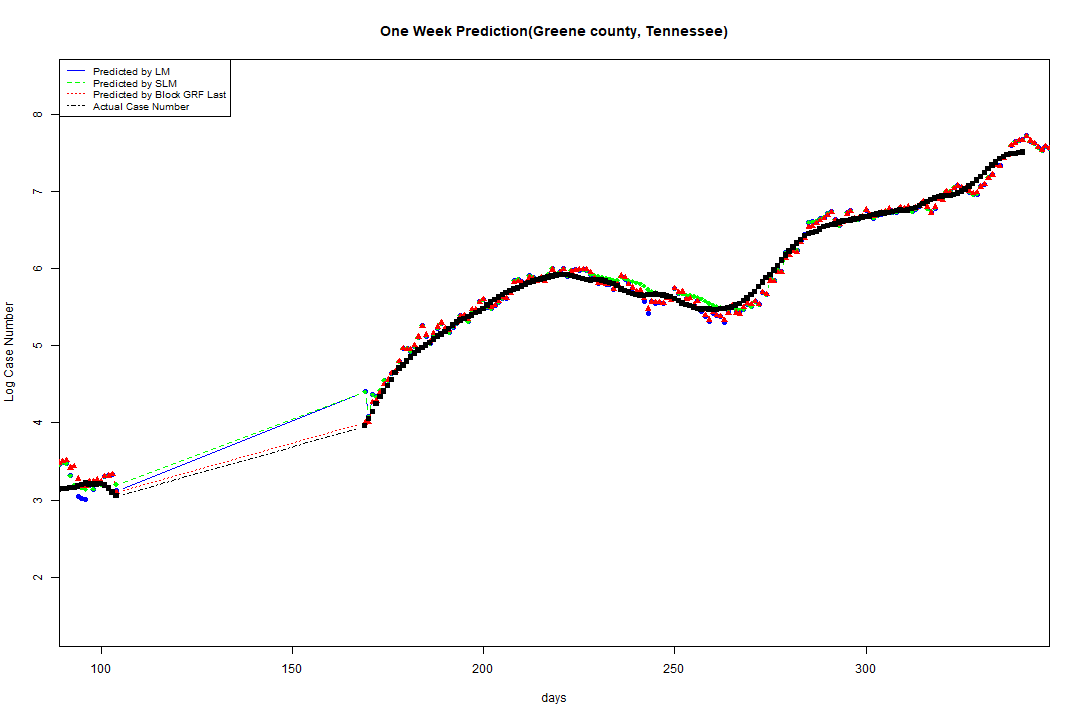 One Week Prediction(Greene county, Tennessee)
Predicted by LM
Predicted by SLM
Predicted by Block GRF Last
Actual Case Number
8
7
6
5
4
3
2
Log Case Number
100 150 200 250 300
days